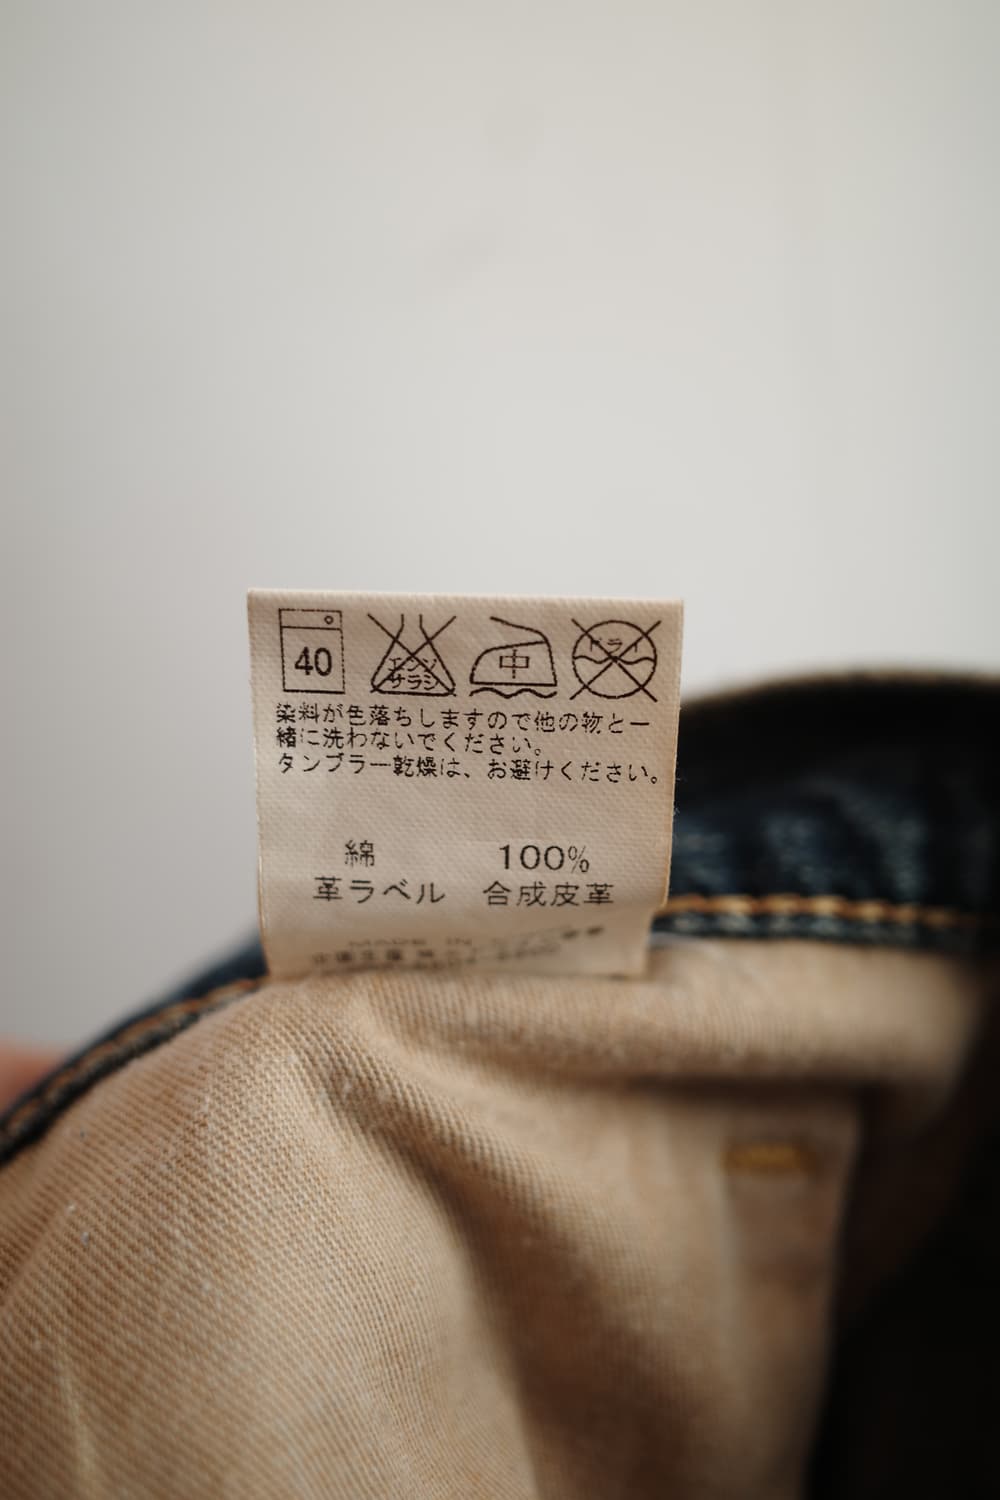 40
エンソ
サラシ
中
ドライ
染料が色落ちしますので他の物と一
緒に洗わないでください。
タンブラー乾燥は、お避けください。
綿 100%
革ラベル 合成皮革
MADE IN